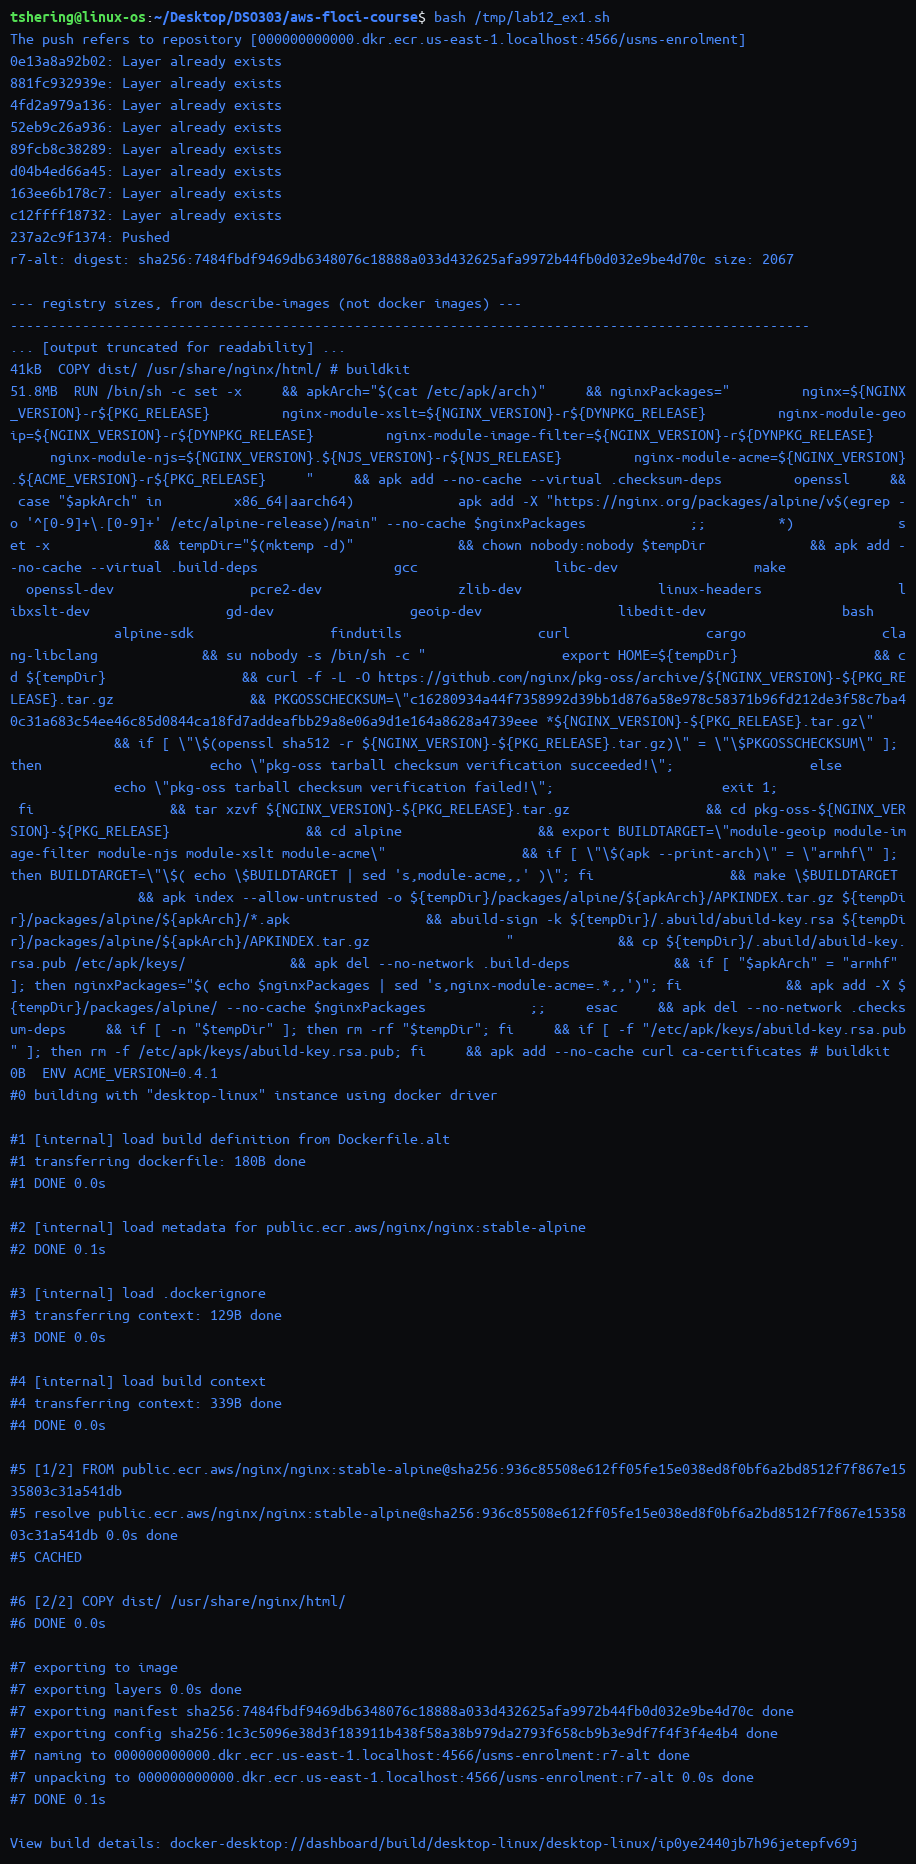 tshering@linux-os:~/Desktop/DSO303/aws-floci-course$ bash /tmp/lab12_ex1.sh
The push refers to repository [000000000000.dkr.ecr.us-east-1.localhost:4566/usms-enrolment]
0e13a8a92b02: Layer already exists
881fc932939e: Layer already exists
4fd2a979a136: Layer already exists
52eb9c26a936: Layer already exists
89fcb8c38289: Layer already exists
d04b4ed66a45: Layer already exists
163ee6b178c7: Layer already exists
c12ffff18732: Layer already exists
237a2c9f1374: Pushed
r7-alt: digest: sha256:7484fbdf9469db6348076c18888a033d432625afa9972b44fb0d032e9be4d70c size: 2067

--- registry sizes, from describe-images (not docker images) ---
----------------------------------------------------------------------------------------------------
... [output truncated for readability] ...
41kB  COPY dist/ /usr/share/nginx/html/ # buildkit
51.8MB  RUN /bin/sh -c set -x     && apkArch="$(cat /etc/apk/arch)"     && nginxPackages="         nginx=${NGINX
_VERSION}-r${PKG_RELEASE}         nginx-module-xslt=${NGINX_VERSION}-r${DYNPKG_RELEASE}         nginx-module-geo
ip=${NGINX_VERSION}-r${DYNPKG_RELEASE}         nginx-module-image-filter=${NGINX_VERSION}-r${DYNPKG_RELEASE}
     nginx-module-njs=${NGINX_VERSION}.${NJS_VERSION}-r${NJS_RELEASE}         nginx-module-acme=${NGINX_VERSION}
.${ACME_VERSION}-r${PKG_RELEASE}     "     && apk add --no-cache --virtual .checksum-deps         openssl     &&
 case "$apkArch" in         x86_64|aarch64)             apk add -X "https://nginx.org/packages/alpine/v$(egrep -
o '^[0-9]+\.[0-9]+' /etc/alpine-release)/main" --no-cache $nginxPackages             ;;         *)             s
et -x             && tempDir="$(mktemp -d)"             && chown nobody:nobody $tempDir             && apk add -
-no-cache --virtual .build-deps                 gcc                 libc-dev                 make
  openssl-dev                 pcre2-dev                 zlib-dev                 linux-headers                 l
ibxslt-dev                 gd-dev                 geoip-dev                 libedit-dev                 bash
             alpine-sdk                 findutils                 curl                 cargo                 cla
ng-libclang             && su nobody -s /bin/sh -c "                 export HOME=${tempDir}                 && c
d ${tempDir}                 && curl -f -L -O https://github.com/nginx/pkg-oss/archive/${NGINX_VERSION}-${PKG_RE
LEASE}.tar.gz                 && PKGOSSCHECKSUM=\"c16280934a44f7358992d39bb1d876a58e978c58371b96fd212de3f58c7ba4
0c31a683c54ee46c85d0844ca18fd7addeafbb29a8e06a9d1e164a8628a4739eee *${NGINX_VERSION}-${PKG_RELEASE}.tar.gz\"
             && if [ \"\$(openssl sha512 -r ${NGINX_VERSION}-${PKG_RELEASE}.tar.gz)\" = \"\$PKGOSSCHECKSUM\" ];
then                     echo \"pkg-oss tarball checksum verification succeeded!\";                 else
             echo \"pkg-oss tarball checksum verification failed!\";                     exit 1;
 fi                 && tar xzvf ${NGINX_VERSION}-${PKG_RELEASE}.tar.gz                 && cd pkg-oss-${NGINX_VER
SION}-${PKG_RELEASE}                 && cd alpine                 && export BUILDTARGET=\"module-geoip module-im
age-filter module-njs module-xslt module-acme\"                 && if [ \"\$(apk --print-arch)\" = \"armhf\" ];
then BUILDTARGET=\"\$( echo \$BUILDTARGET | sed 's,module-acme,,' )\"; fi                 && make \$BUILDTARGET
                && apk index --allow-untrusted -o ${tempDir}/packages/alpine/${apkArch}/APKINDEX.tar.gz ${tempDi
r}/packages/alpine/${apkArch}/*.apk                 && abuild-sign -k ${tempDir}/.abuild/abuild-key.rsa ${tempDi
r}/packages/alpine/${apkArch}/APKINDEX.tar.gz                 "             && cp ${tempDir}/.abuild/abuild-key.
rsa.pub /etc/apk/keys/             && apk del --no-network .build-deps             && if [ "$apkArch" = "armhf"
]; then nginxPackages="$( echo $nginxPackages | sed 's,nginx-module-acme=.*,,')"; fi             && apk add -X $
{tempDir}/packages/alpine/ --no-cache $nginxPackages             ;;     esac     && apk del --no-network .checks
um-deps     && if [ -n "$tempDir" ]; then rm -rf "$tempDir"; fi     && if [ -f "/etc/apk/keys/abuild-key.rsa.pub
" ]; then rm -f /etc/apk/keys/abuild-key.rsa.pub; fi     && apk add --no-cache curl ca-certificates # buildkit
0B  ENV ACME_VERSION=0.4.1
#0 building with "desktop-linux" instance using docker driver

#1 [internal] load build definition from Dockerfile.alt
#1 transferring dockerfile: 180B done
#1 DONE 0.0s

#2 [internal] load metadata for public.ecr.aws/nginx/nginx:stable-alpine
#2 DONE 0.1s

#3 [internal] load .dockerignore
#3 transferring context: 129B done
#3 DONE 0.0s

#4 [internal] load build context
#4 transferring context: 339B done
#4 DONE 0.0s

#5 [1/2] FROM public.ecr.aws/nginx/nginx:stable-alpine@sha256:936c85508e612ff05fe15e038ed8f0bf6a2bd8512f7f867e15
35803c31a541db
#5 resolve public.ecr.aws/nginx/nginx:stable-alpine@sha256:936c85508e612ff05fe15e038ed8f0bf6a2bd8512f7f867e15358
03c31a541db 0.0s done
#5 CACHED

#6 [2/2] COPY dist/ /usr/share/nginx/html/
#6 DONE 0.0s

#7 exporting to image
#7 exporting layers 0.0s done
#7 exporting manifest sha256:7484fbdf9469db6348076c18888a033d432625afa9972b44fb0d032e9be4d70c done
#7 exporting config sha256:1c3c5096e38d3f183911b438f58a38b979da2793f658cb9b3e9df7f4f3f4e4b4 done
#7 naming to 000000000000.dkr.ecr.us-east-1.localhost:4566/usms-enrolment:r7-alt done
#7 unpacking to 000000000000.dkr.ecr.us-east-1.localhost:4566/usms-enrolment:r7-alt 0.0s done
#7 DONE 0.1s

View build details: docker-desktop://dashboard/build/desktop-linux/desktop-linux/ip0ye2440jb7h96jetepfv69j